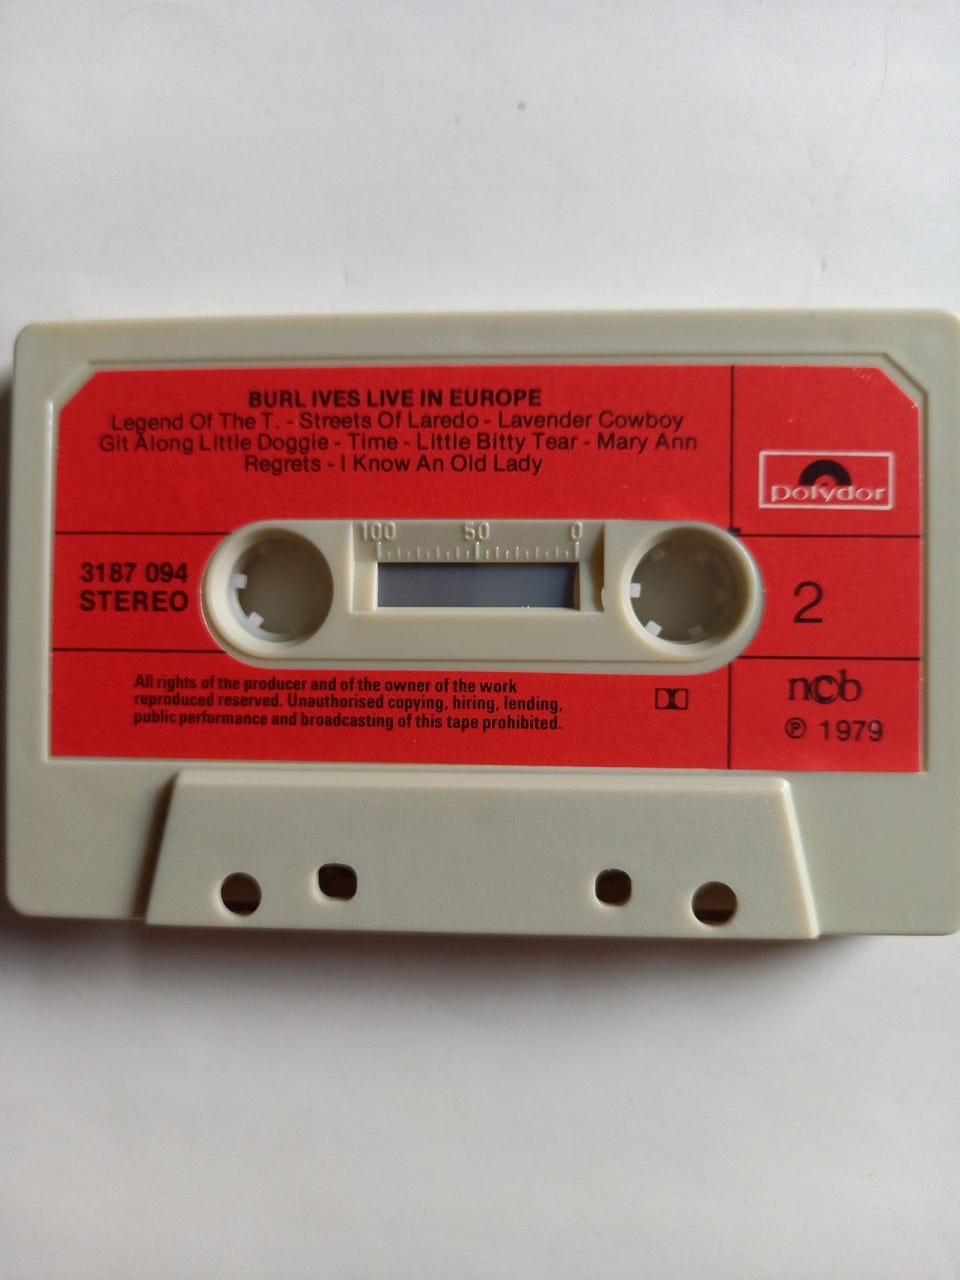 BURL IVES LIVE IN EUROPE
Legend Of The T. - Streets Of Laredo - Lavender Cowboy
Git Along Little Doggie - Time - Little Bitty Tear - Mary Ann
Regrets - I Know An Old Lady
polydor
100 50 0
3187 094
STEREO
2
All rights of the producer and of the owner of the work
reproduced reserved. Unauthorised copying, hiring, lending,
public performance and broadcasting of this tape prohibited.
ncb
℗ 1979